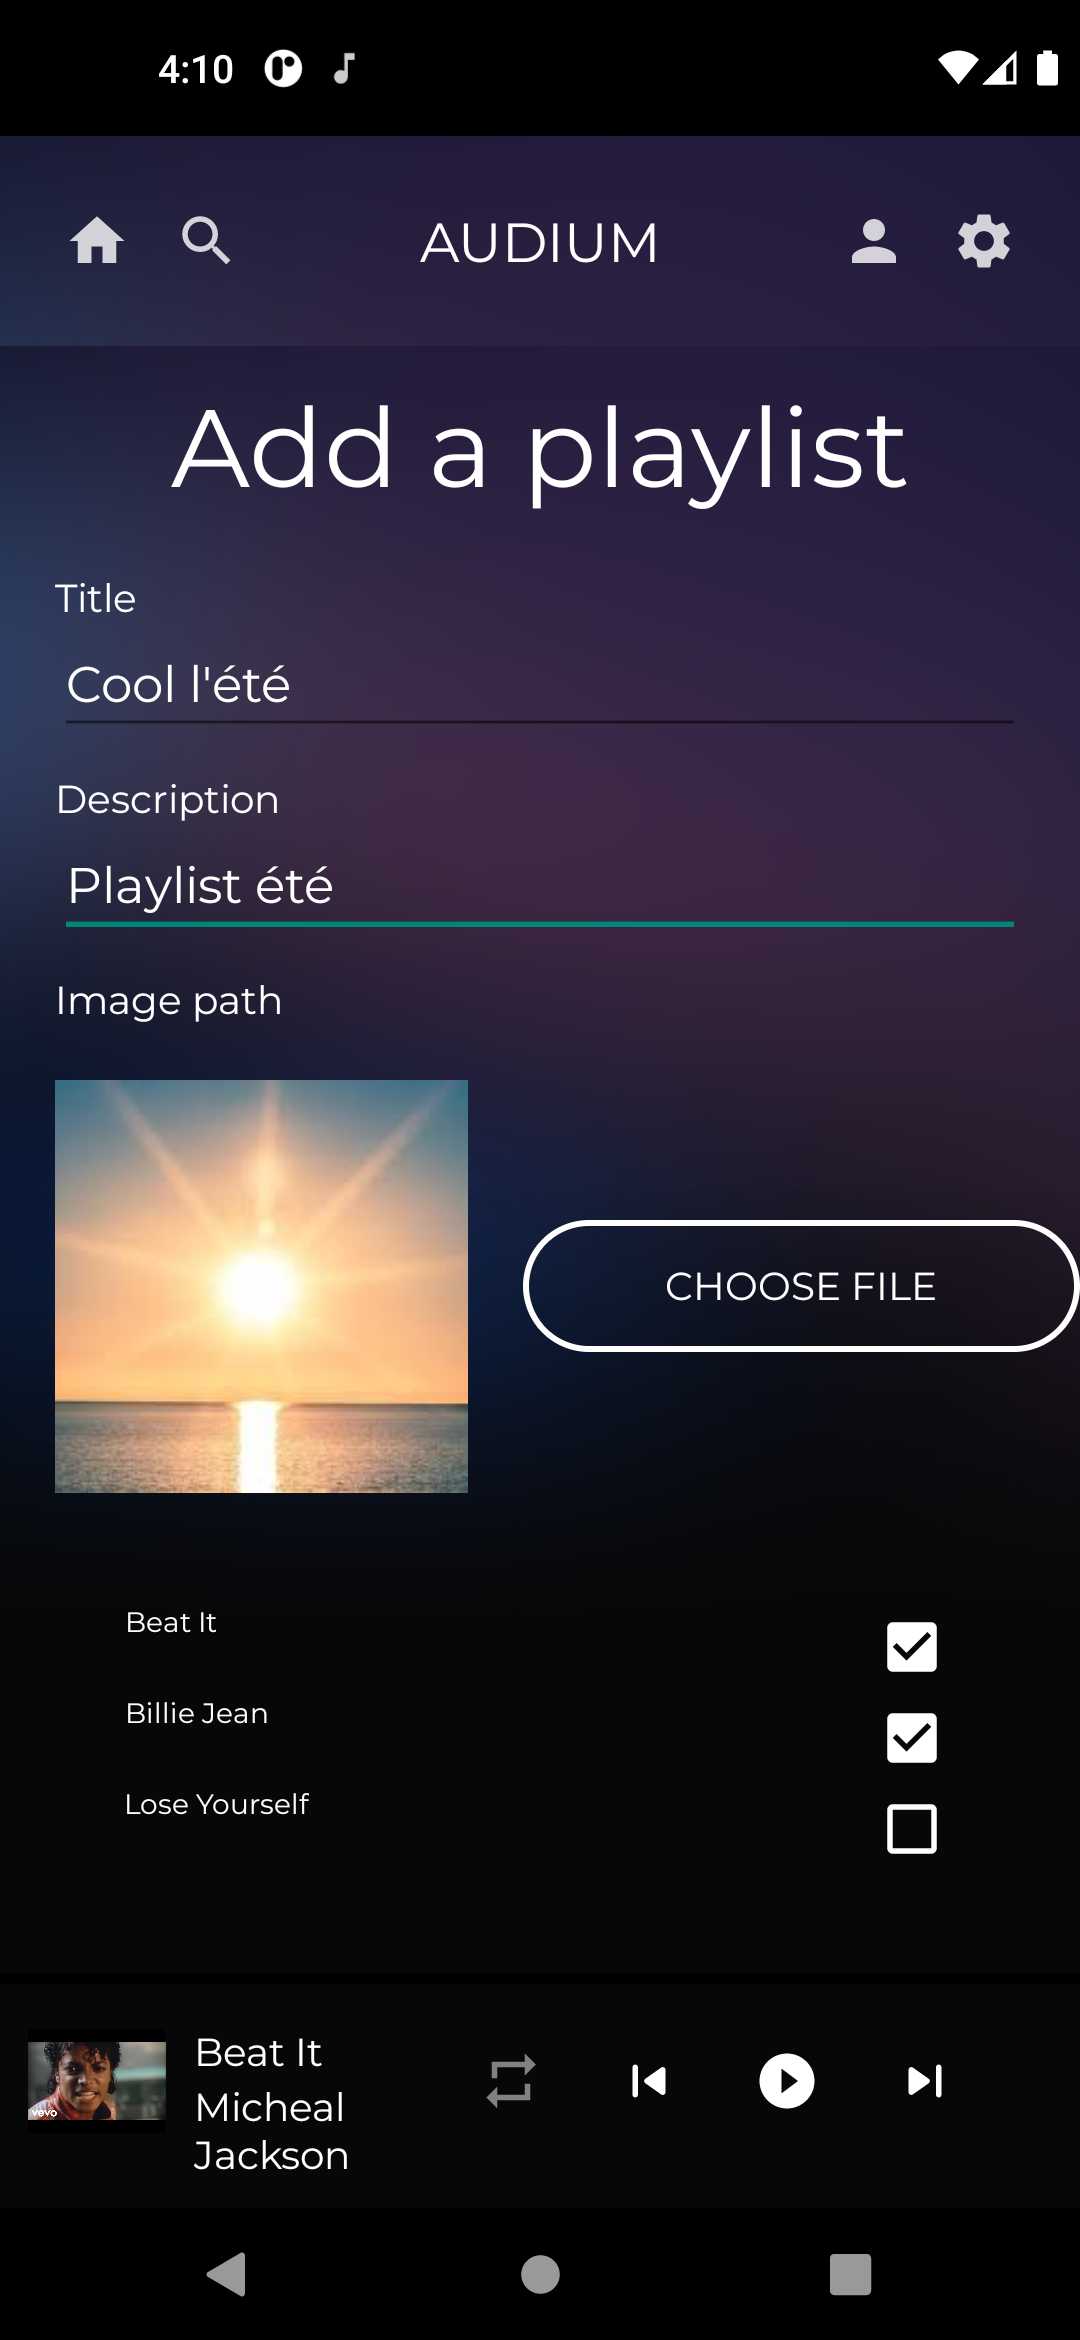 4:10
AUDIUM
Add a playlist
Title
Cool l'été
Description
Playlist été
Image path
CHOOSE FILE
Beat It
Billie Jean
Lose Yourself
vevo
Beat It
Micheal
Jackson